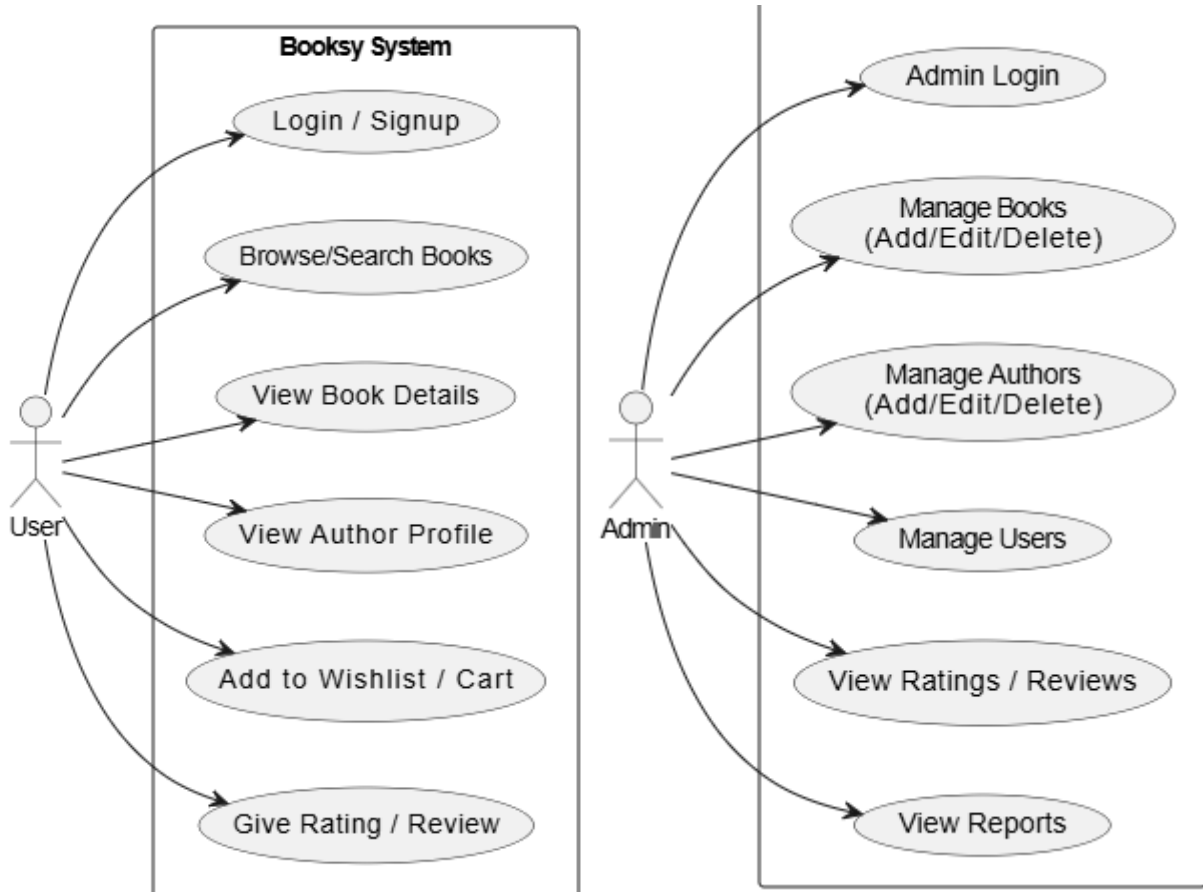 Booksy System
Login / Signup
Browse/Search Books
View Book Details
View Author Profile
User
Add to Wishlist / Cart
Give Rating / Review
Admin Login
Manage Books
(Add/Edit/Delete)
Manage Authors
(Add/Edit/Delete)
Admin
Manage Users
View Ratings / Reviews
View Reports